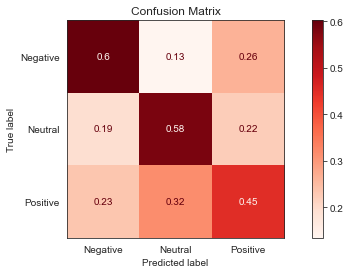 Confusion Matrix
True label
Negative 0.6 0.13 0.26
Neutral 0.19 0.58 0.22
Positive 0.23 0.32 0.45
Negative Neutral Positive
Predicted label
0.6
0.5
0.4
0.3
0.2